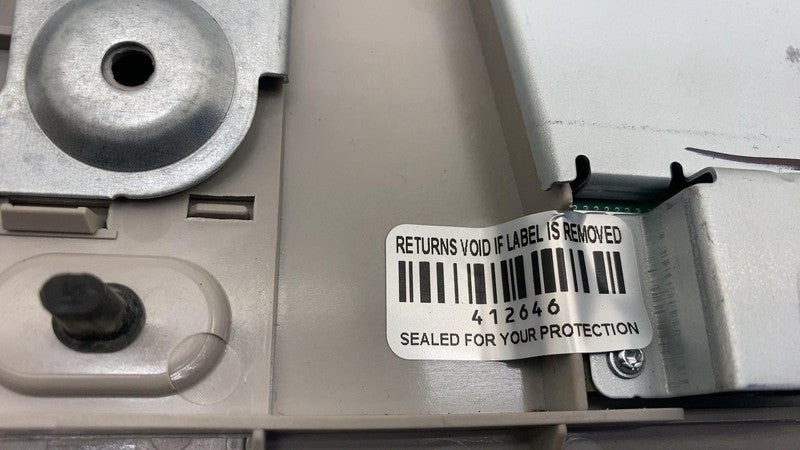 RETURNS VOID IF LABEL IS REMOVED
412646
SEALED FOR YOUR PROTECTION